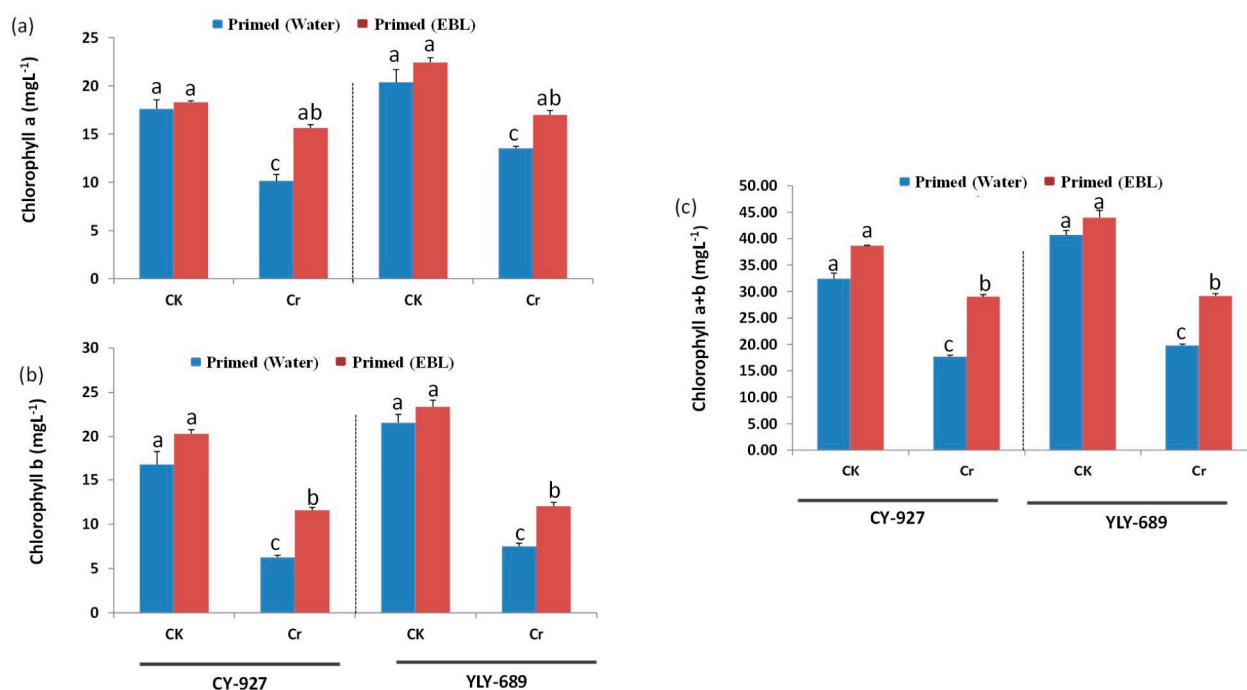 (a)
Primed (Water) Primed (EBL)
Chlorophyll a (mgL-1)
25
20
15
10
5
0
a a ab c a a ab c
CK Cr CK Cr
(b)
Primed (Water) Primed (EBL)
Chlorophyll b (mgL-1)
30
25
20
15
10
5
0
a a c b a a c b
CK Cr CK Cr
CY-927 YLY-689
(c)
Primed (Water) Primed (EBL)
Chlorophyll a+b (mgL-1)
50.00
45.00
40.00
35.00
30.00
25.00
20.00
15.00
10.00
5.00
0.00
a a c b a a c b
CK Cr CK Cr
CY-927 YLY-689